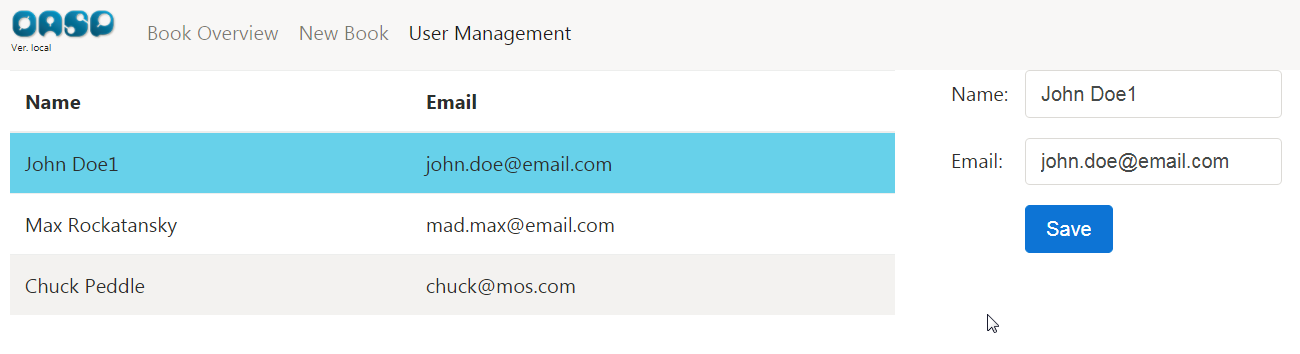 OASP
Ver. local
Book Overview New Book User Management
Name Email
John Doe1 john.doe@email.com
Max Rockatansky mad.max@email.com
Chuck Peddle chuck@mos.com
Name: John Doe1
Email: john.doe@email.com
Save